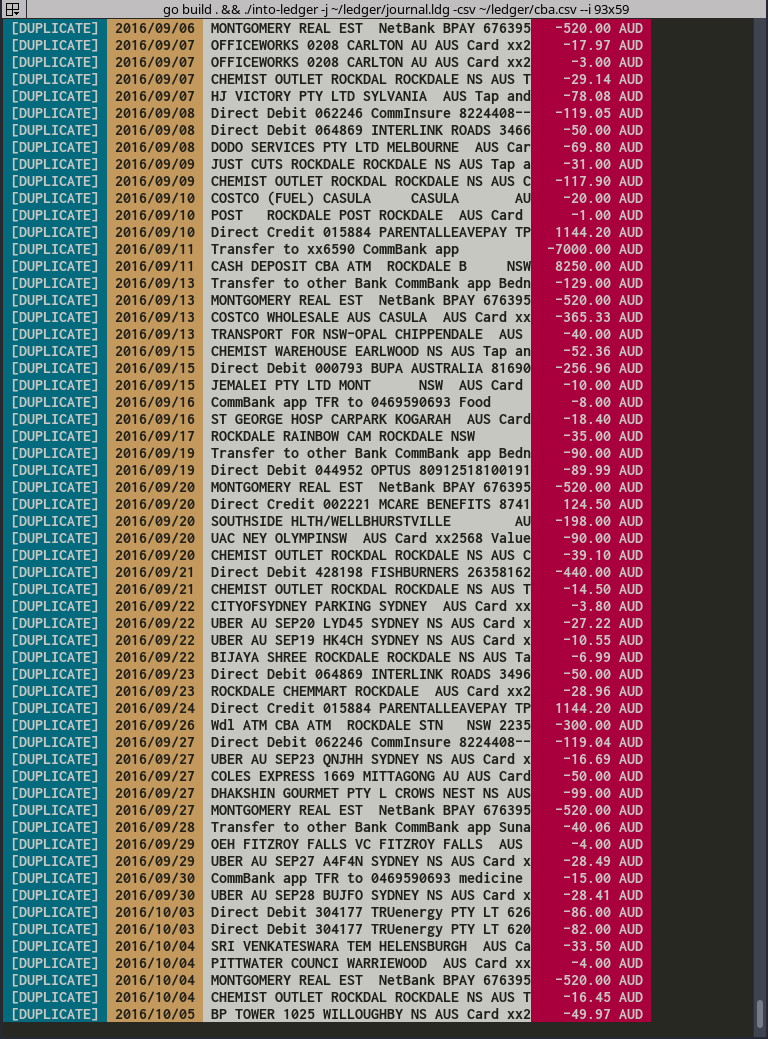 go build . && ./into-ledger -j ~/ledger/journal.ldg -csv ~/ledger/cba.csv --i 93x59
[DUPLICATE] 2016/09/06 MONTGOMERY REAL EST NetBank BPAY 676395 -520.00 AUD
[DUPLICATE] 2016/09/07 OFFICEWORKS 0208 CARLTON AU AUS Card xx2 -17.97 AUD
[DUPLICATE] 2016/09/07 OFFICEWORKS 0208 CARLTON AU AUS Card xx2 -3.00 AUD
[DUPLICATE] 2016/09/07 CHEMIST OUTLET ROCKDAL ROCKDALE NS AUS T -29.14 AUD
[DUPLICATE] 2016/09/07 HJ VICTORY PTY LTD SYLVANIA AUS Tap and -78.08 AUD
[DUPLICATE] 2016/09/08 Direct Debit 062246 CommInsure 8224408-- -119.05 AUD
[DUPLICATE] 2016/09/08 Direct Debit 064869 INTERLINK ROADS 3466 -50.00 AUD
[DUPLICATE] 2016/09/08 DODO SERVICES PTY LTD MELBOURNE AUS Car -69.80 AUD
[DUPLICATE] 2016/09/09 JUST CUTS ROCKDALE ROCKDALE NS AUS Tap a -31.00 AUD
[DUPLICATE] 2016/09/09 CHEMIST OUTLET ROCKDAL ROCKDALE NS AUS C -117.90 AUD
[DUPLICATE] 2016/09/10 COSTCO (FUEL) CASULA CASULA AU -20.00 AUD
[DUPLICATE] 2016/09/10 POST ROCKDALE POST ROCKDALE AUS Card -1.00 AUD
[DUPLICATE] 2016/09/10 Direct Credit 015884 PARENTALLEAVEPAY TP 1144.20 AUD
[DUPLICATE] 2016/09/11 Transfer to xx6590 CommBank app -7000.00 AUD
[DUPLICATE] 2016/09/11 CASH DEPOSIT CBA ATM ROCKDALE B NSW 8250.00 AUD
[DUPLICATE] 2016/09/13 Transfer to other Bank CommBank app Bedn -129.00 AUD
[DUPLICATE] 2016/09/13 MONTGOMERY REAL EST NetBank BPAY 676395 -520.00 AUD
[DUPLICATE] 2016/09/13 COSTCO WHOLESALE AUS CASULA AUS Card xx -365.33 AUD
[DUPLICATE] 2016/09/13 TRANSPORT FOR NSW-OPAL CHIPPENDALE AUS -40.00 AUD
[DUPLICATE] 2016/09/15 CHEMIST WAREHOUSE EARLWOOD NS AUS Tap an -52.36 AUD
[DUPLICATE] 2016/09/15 Direct Debit 000793 BUPA AUSTRALIA 81690 -256.96 AUD
[DUPLICATE] 2016/09/15 JEMALEI PTY LTD MONT NSW AUS Card -10.00 AUD
[DUPLICATE] 2016/09/16 CommBank app TFR to 0469590693 Food -8.00 AUD
[DUPLICATE] 2016/09/16 ST GEORGE HOSP CARPARK KOGARAH AUS Card -18.40 AUD
[DUPLICATE] 2016/09/17 ROCKDALE RAINBOW CAM ROCKDALE NSW -35.00 AUD
[DUPLICATE] 2016/09/19 Transfer to other Bank CommBank app Bedn -90.00 AUD
[DUPLICATE] 2016/09/19 Direct Debit 044952 OPTUS 80912518100191 -89.99 AUD
[DUPLICATE] 2016/09/20 MONTGOMERY REAL EST NetBank BPAY 676395 -520.00 AUD
[DUPLICATE] 2016/09/20 Direct Credit 002221 MCARE BENEFITS 8741 124.50 AUD
[DUPLICATE] 2016/09/20 SOUTHSIDE HLTH/WELLBHURSTVILLE AU -198.00 AUD
[DUPLICATE] 2016/09/20 UAC NEY OLYMPINSW AUS Card xx2568 Value -90.00 AUD
[DUPLICATE] 2016/09/20 CHEMIST OUTLET ROCKDAL ROCKDALE NS AUS C -39.10 AUD
[DUPLICATE] 2016/09/21 Direct Debit 428198 FISHBURNERS 26358162 -440.00 AUD
[DUPLICATE] 2016/09/21 CHEMIST OUTLET ROCKDAL ROCKDALE NS AUS T -14.50 AUD
[DUPLICATE] 2016/09/22 CITYOFSYDNEY PARKING SYDNEY AUS Card xx -3.80 AUD
[DUPLICATE] 2016/09/22 UBER AU SEP20 LYD45 SYDNEY NS AUS Card x -27.22 AUD
[DUPLICATE] 2016/09/22 UBER AU SEP19 HK4CH SYDNEY NS AUS Card x -10.55 AUD
[DUPLICATE] 2016/09/22 BIJAYA SHREE ROCKDALE ROCKDALE NS AUS Ta -6.99 AUD
[DUPLICATE] 2016/09/23 Direct Debit 064869 INTERLINK ROADS 3496 -50.00 AUD
[DUPLICATE] 2016/09/23 ROCKDALE CHEMMART ROCKDALE AUS Card xx2 -28.96 AUD
[DUPLICATE] 2016/09/24 Direct Credit 015884 PARENTALLEAVEPAY TP 1144.20 AUD
[DUPLICATE] 2016/09/26 Wdl ATM CBA ATM ROCKDALE STN NSW 2235 -300.00 AUD
[DUPLICATE] 2016/09/27 Direct Debit 062246 CommInsure 8224408-- -119.04 AUD
[DUPLICATE] 2016/09/27 UBER AU SEP23 QNJHH SYDNEY NS AUS Card x -16.69 AUD
[DUPLICATE] 2016/09/27 COLES EXPRESS 1669 MITTAGONG AU AUS Card -50.00 AUD
[DUPLICATE] 2016/09/27 DHAKSHIN GOURMET PTY L CROWS NEST NS AUS -99.00 AUD
[DUPLICATE] 2016/09/27 MONTGOMERY REAL EST NetBank BPAY 676395 -520.00 AUD
[DUPLICATE] 2016/09/28 Transfer to other Bank CommBank app Suna -40.06 AUD
[DUPLICATE] 2016/09/29 OEH FITZROY FALLS VC FITZROY FALLS AUS -4.00 AUD
[DUPLICATE] 2016/09/29 UBER AU SEP27 A4F4N SYDNEY NS AUS Card x -28.49 AUD
[DUPLICATE] 2016/09/30 CommBank app TFR to 0469590693 medicine -15.00 AUD
[DUPLICATE] 2016/09/30 UBER AU SEP28 BUJFO SYDNEY NS AUS Card x -28.41 AUD
[DUPLICATE] 2016/10/03 Direct Debit 304177 TRUenergy PTY LT 626 -86.00 AUD
[DUPLICATE] 2016/10/03 Direct Debit 304177 TRUenergy PTY LT 620 -82.00 AUD
[DUPLICATE] 2016/10/04 SRI VENKATESWARA TEM HELENSBURGH AUS Ca -33.50 AUD
[DUPLICATE] 2016/10/04 PITTWATER COUNCI WARRIEWOOD AUS Card xx -4.00 AUD
[DUPLICATE] 2016/10/04 MONTGOMERY REAL EST NetBank BPAY 676395 -520.00 AUD
[DUPLICATE] 2016/10/04 CHEMIST OUTLET ROCKDAL ROCKDALE NS AUS T -16.45 AUD
[DUPLICATE] 2016/10/05 BP TOWER 1025 WILLOUGHBY NS AUS Card xx2 -49.97 AUD